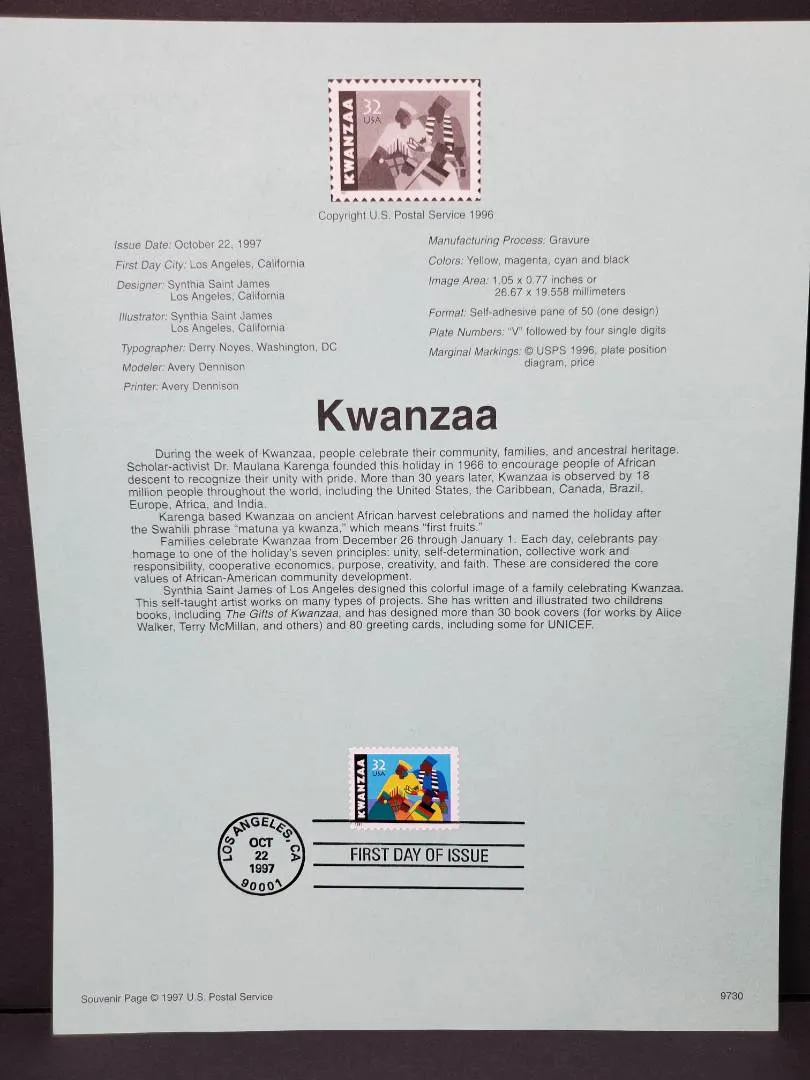 KWANZAA
32
USA
Copyright U.S. Postal Service 1996
Issue Date: October 22, 1997
First Day City: Los Angeles, California
Designer: Synthia Saint James
Los Angeles, California
Illustrator: Synthia Saint James
Los Angeles, California
Typographer: Derry Noyes, Washington, DC
Modeler: Avery Dennison
Printer: Avery Dennison
Manufacturing Process: Gravure
Colors: Yellow, magenta, cyan and black
Image Area: 1.05 x 0.77 inches or
26.67 x 19.558 millimeters
Format: Self-adhesive pane of 50 (one design)
Plate Numbers: "V" followed by four single digits
Marginal Markings: © USPS 1996, plate position
diagram, price
Kwanzaa
During the week of Kwanzaa, people celebrate their community, families, and ancestral heritage.
Scholar-activist Dr. Maulana Karenga founded this holiday in 1966 to encourage people of African
descent to recognize their unity with pride. More than 30 years later, Kwanzaa is observed by 18
million people throughout the world, including the United States, the Caribbean, Canada, Brazil,
Europe, Africa, and India.
Karenga based Kwanzaa on ancient African harvest celebrations and named the holiday after
the Swahili phrase "matuna ya kwanza," which means "first fruits."
Families celebrate Kwanzaa from December 26 through January 1. Each day, celebrants pay
homage to one of the holiday's seven principles: unity, self-determination, collective work and
responsibility, cooperative economics, purpose, creativity, and faith. These are considered the core
values of African-American community development.
Synthia Saint James of Los Angeles designed this colorful image of a family celebrating Kwanzaa.
This self-taught artist works on many types of projects. She has written and illustrated two childrens
books, including The Gifts of Kwanzaa, and has designed more than 30 book covers (for works by Alice
Walker, Terry McMillan, and others) and 80 greeting cards, including some for UNICEF.
KWANZAA
32
USA
LOS ANGELES, CA
OCT
22
1997
90001
FIRST DAY OF ISSUE
Souvenir Page © 1997 U.S. Postal Service
9730